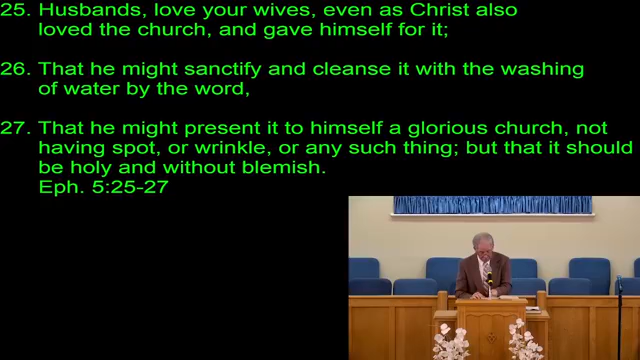 25. Husbands, love your wives, even as Christ also
loved the church, and gave himself for it;
26. That he might sanctify and cleanse it with the washing
of water by the word,
27. That he might present it to himself a glorious church, not
having spot, or wrinkle, or any such thing; but that it should
be holy and without blemish.
Eph. 5:25-27